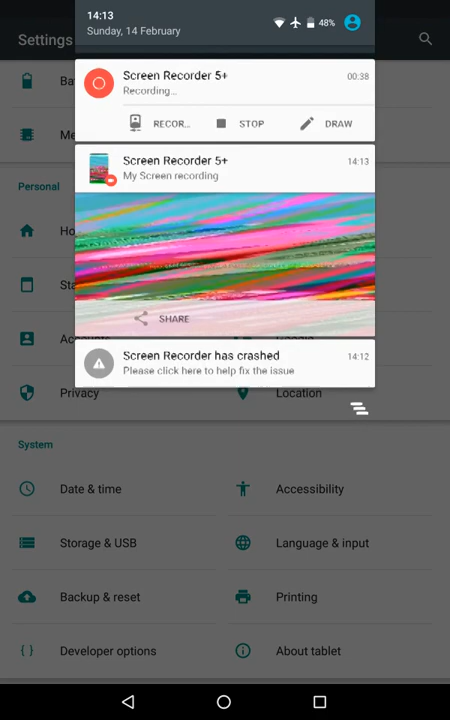 14:13
Sunday, 14 February
48%
Settings
Screen Recorder 5+
00:38
Recording...
RECOR...
STOP
DRAW
Screen Recorder 5+
14:13
My Screen recording
SHARE
Screen Recorder has crashed
14:12
Please click here to help fix the issue
Personal
Privacy
Location
System
Date & time
Accessibility
Storage & USB
Language & input
Backup & reset
Printing
Developer options
About tablet